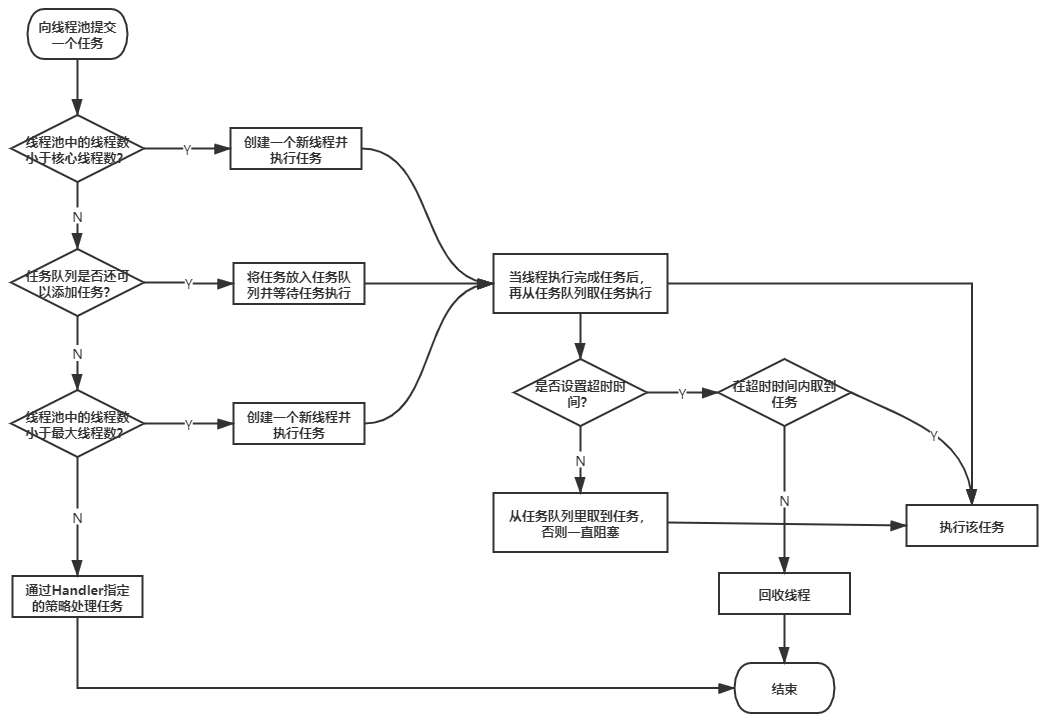 向线程池提交
一个任务
线程池中的线程数
小于核心线程数?
Y
创建一个新线程并
执行任务
N
任务队列是否还可
以添加任务?
Y
将任务放入任务队
列并等待任务执行
当线程执行完成任务后,
再从任务队列取任务执行
N
线程池中的线程数
小于最大线程数?
Y
创建一个新线程并
执行任务
是否设置超时时
间?
Y
在超时时间内取到
任务
Y
N
从任务队列里取到任务,
否则一直阻塞
N
执行该任务
N
通过Handler指定
的策略处理任务
回收线程
结束